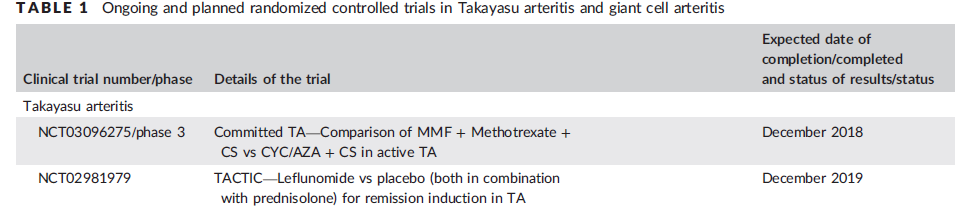 TABLE 1 Ongoing and planned randomized controlled trials in Takayasu arteritis and giant cell arteritis
Expected date of
completion/completed
Clinical trial number/phase Details of the trial and status of results/status
Takayasu arteritis
NCT03096275/phase 3 Committed TA—Comparison of MMF + Methotrexate + December 2018
CS vs CYC/AZA + CS in active TA
NCT02981979 TACTIC—Leflunomide vs placebo (both in combination December 2019
with prednisolone) for remission induction in TA